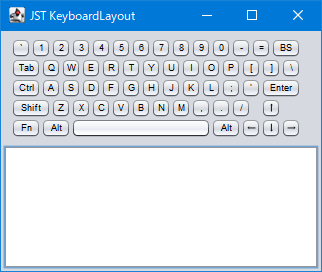 JST KeyboardLayout
` 1 2 3 4 5 6 7 8 9 0 - = BS
Tab Q W E R T Y U I O P [ ] \
Ctrl A S D F G H J K L ; ' Enter
Shift Z X C V B N M , . / ↑
Fn Alt Alt ← ↓ →